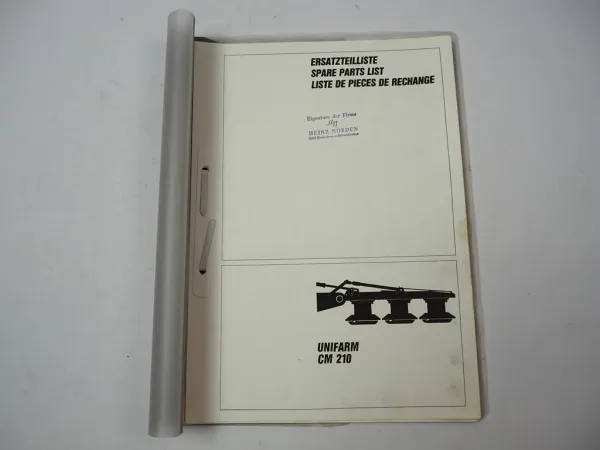 ERSATZTEILLISTE
SPARE PARTS LIST
LISTE DE PIECES DE RECHANGE
Eigentum der Firma
HEINZ NORDEN
UNIFARM
CM 210